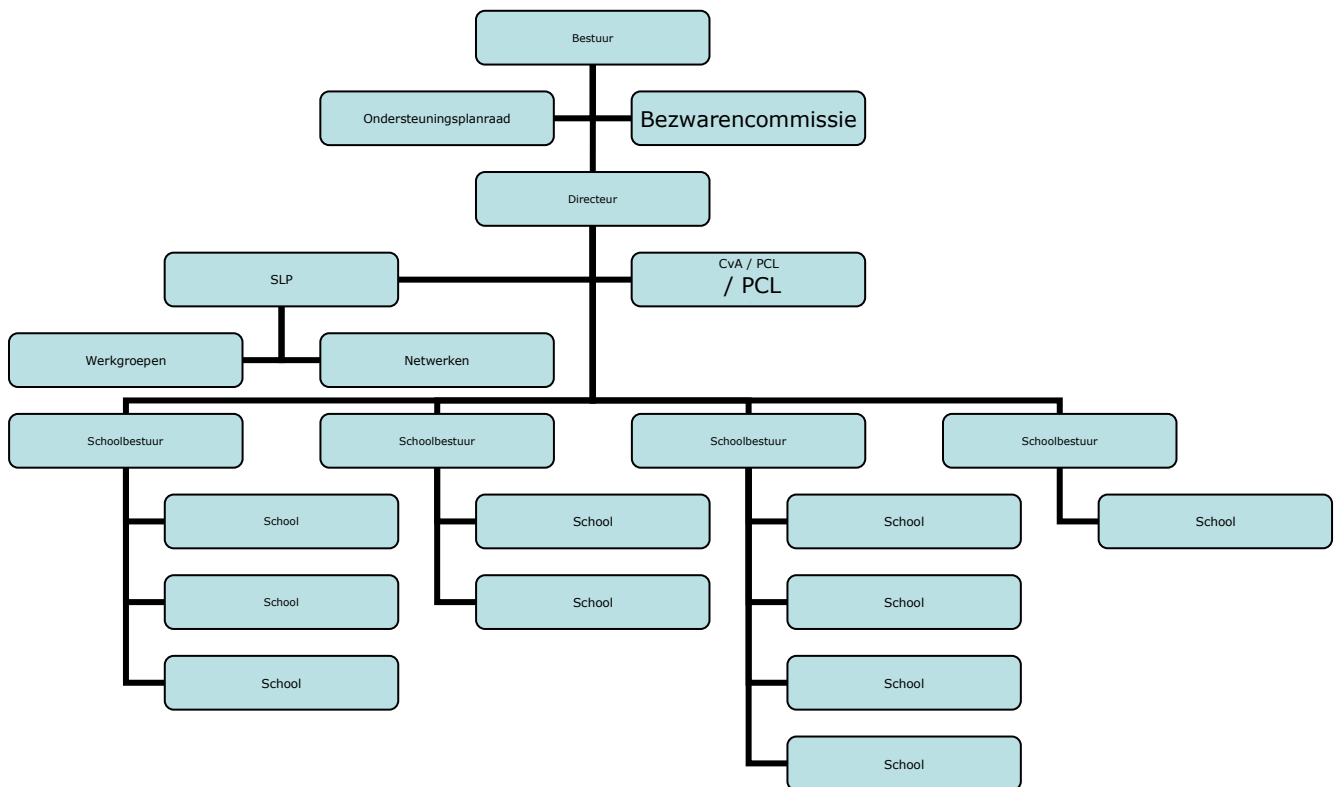 Bestuur
Ondersteuningsplanraad
Bezwarencommissie
Directeur
SLP
CvA / PCL
/ PCL
Werkgroepen
Netwerken
Schoolbestuur
Schoolbestuur
Schoolbestuur
Schoolbestuur
School
School
School
School
School
School
School
School
School
School